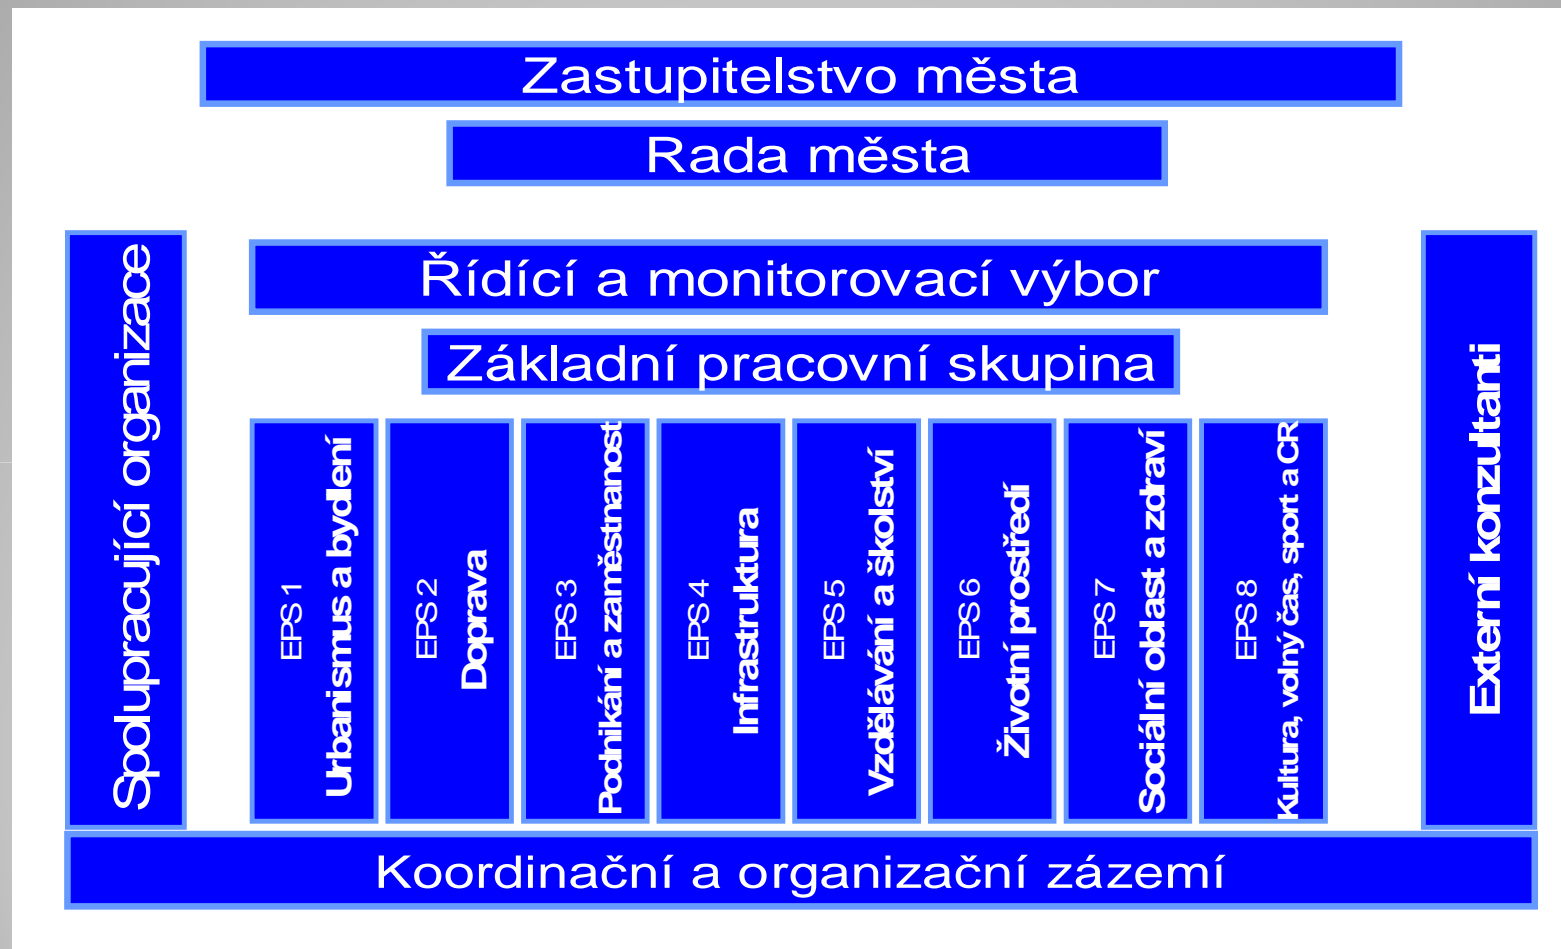 Zastupitelstvo města
Rada města
Spolupracující organizace
Řídící a monitorovací výbor
Základní pracovní skupina
EPS 1
Urbanismus a bydlení
EPS 2
Doprava
EPS 3
Podnikání a zaměstnanost
EPS 4
Infrastruktura
EPS 5
Vzdělávání a školství
EPS 6
Životní prostředí
EPS 7
Sociální oblast a zdraví
EPS 8
Kultura, volný čas, sport a CR
Externí konzultanti
Koordinační a organizační zázemí